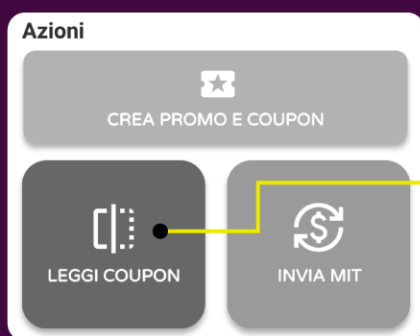 Azioni
CREA PROMO E COUPON
LEGGI COUPON
INVIA MIT